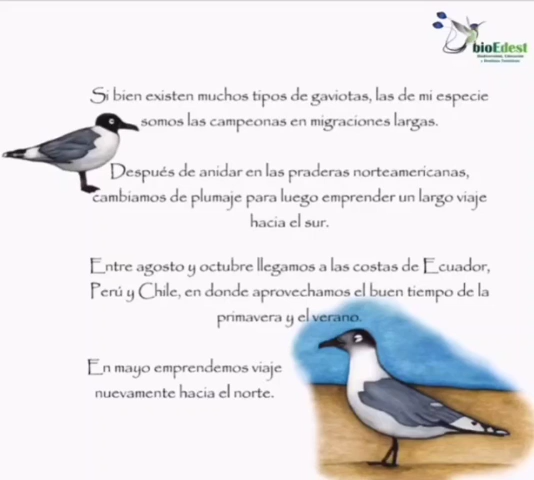 bioEdest
Si bien existen muchos tipos de gaviotas, las de mi especie
somos las campeonas en migraciones largas.
Después de anidar en las praderas norteamericanas,
cambiamos de plumaje para luego emprender un largo viaje
hacia el sur.
Entre agosto y octubre llegamos a las costas de Ecuador,
Perú y Chile, en donde aprovechamos el buen tiempo de la
primavera y el verano.
En mayo emprendemos viaje
nuevamente hacia el norte.